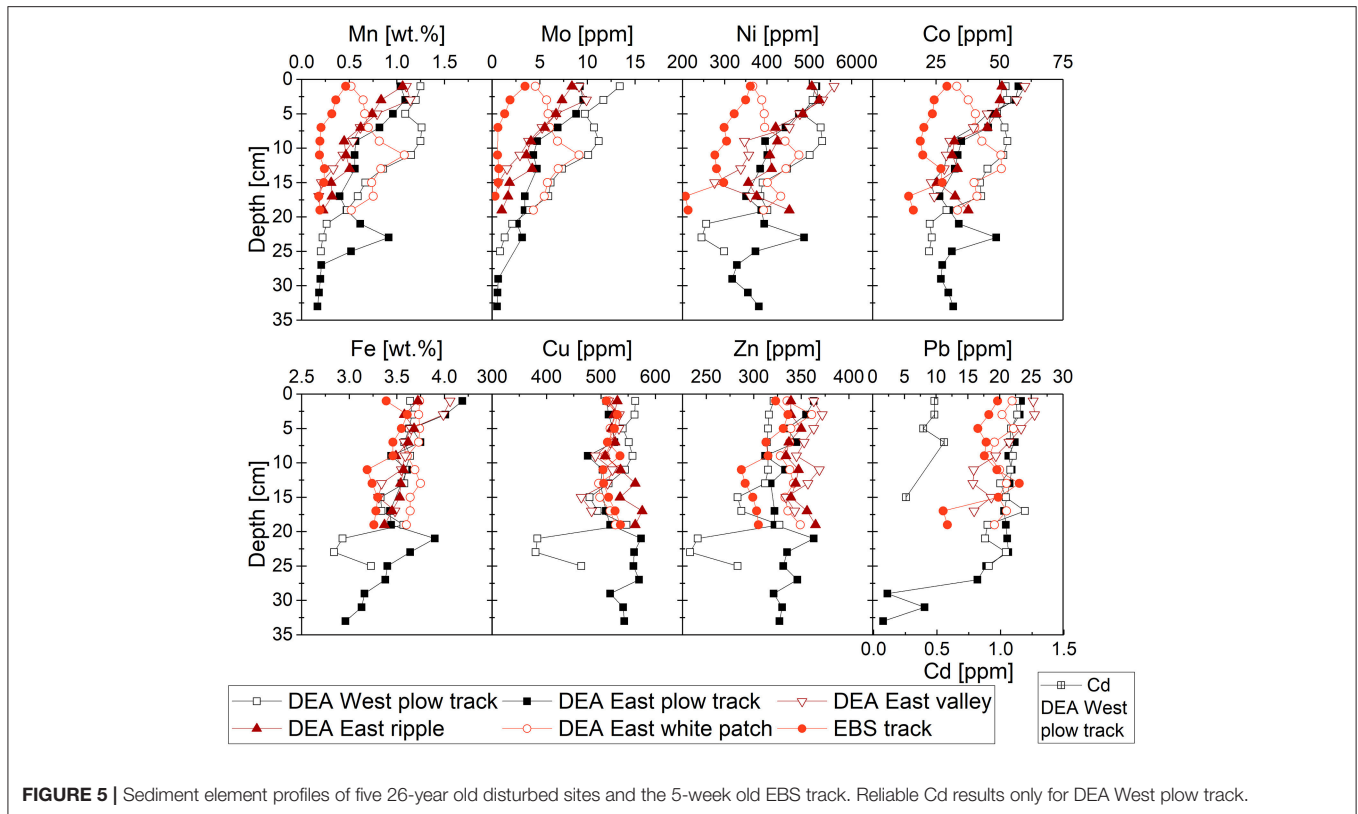 Mn [wt.%] Mo [ppm] Ni [ppm] Co [ppm]
0.0 0.5 1.0 1.5 0 5 10 15 200 300 400 500 6000 25 50 75
0
5
10
15
20
25
30
35
Depth [cm]
Fe [wt.%] Cu [ppm] Zn [ppm] Pb [ppm]
2.5 3.0 3.5 4.0 300 400 500 600 250 300 350 400 0 5 10 15 20 25 30
0
5
10
15
20
25
30
35
Depth [cm]
0.0 0.5 1.0 1.5
Cd [ppm]
DEA West plow track DEA East plow track DEA East valley
DEA East ripple DEA East white patch EBS track
Cd
DEA West
plow track
FIGURE 5 | Sediment element profiles of five 26-year old disturbed sites and the 5-week old EBS track. Reliable Cd results only for DEA West plow track.